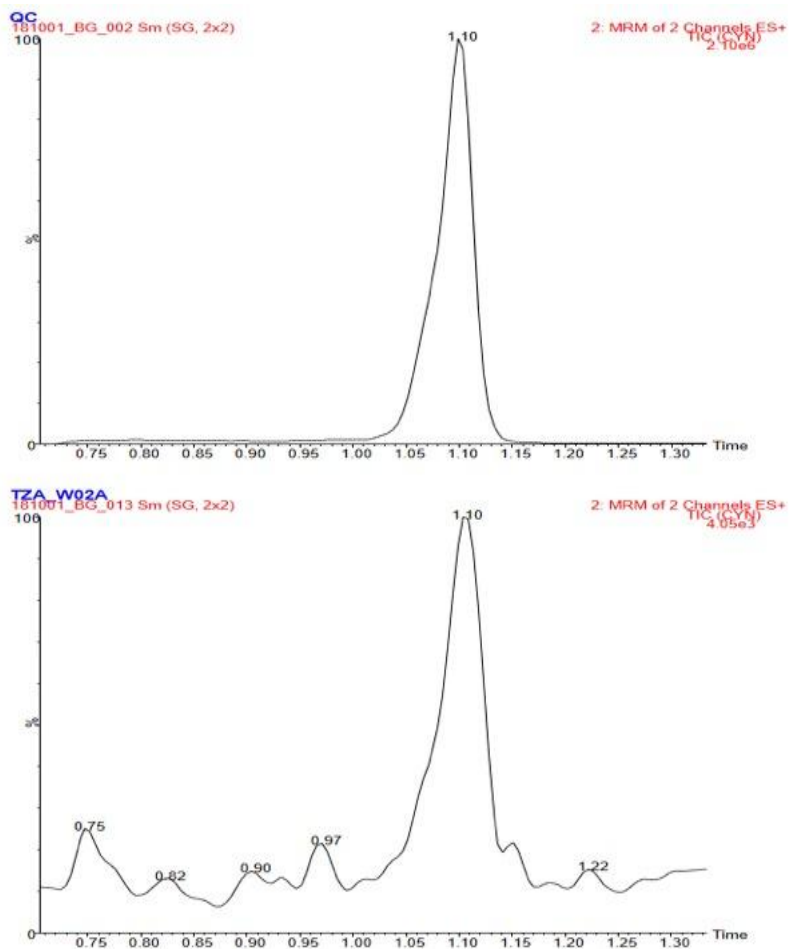 QC
181001_BG_002 Sm (SG, 2x2)
2: MRM of 2 Channels ES+
TIC (CYN)
2.10e6
100
1.10
%
0
0.75 0.80 0.85 0.90 0.95 1.00 1.05 1.10 1.15 1.20 1.25 1.30 Time
TZA_W02A
181001_BG_013 Sm (SG, 2x2)
2: MRM of 2 Channels ES+
TIC (CYN)
4.05e3
100
1.10
%
0.75
0.82
0.90
0.97
1.22
0
0.75 0.80 0.85 0.90 0.95 1.00 1.05 1.10 1.15 1.20 1.25 1.30 Time